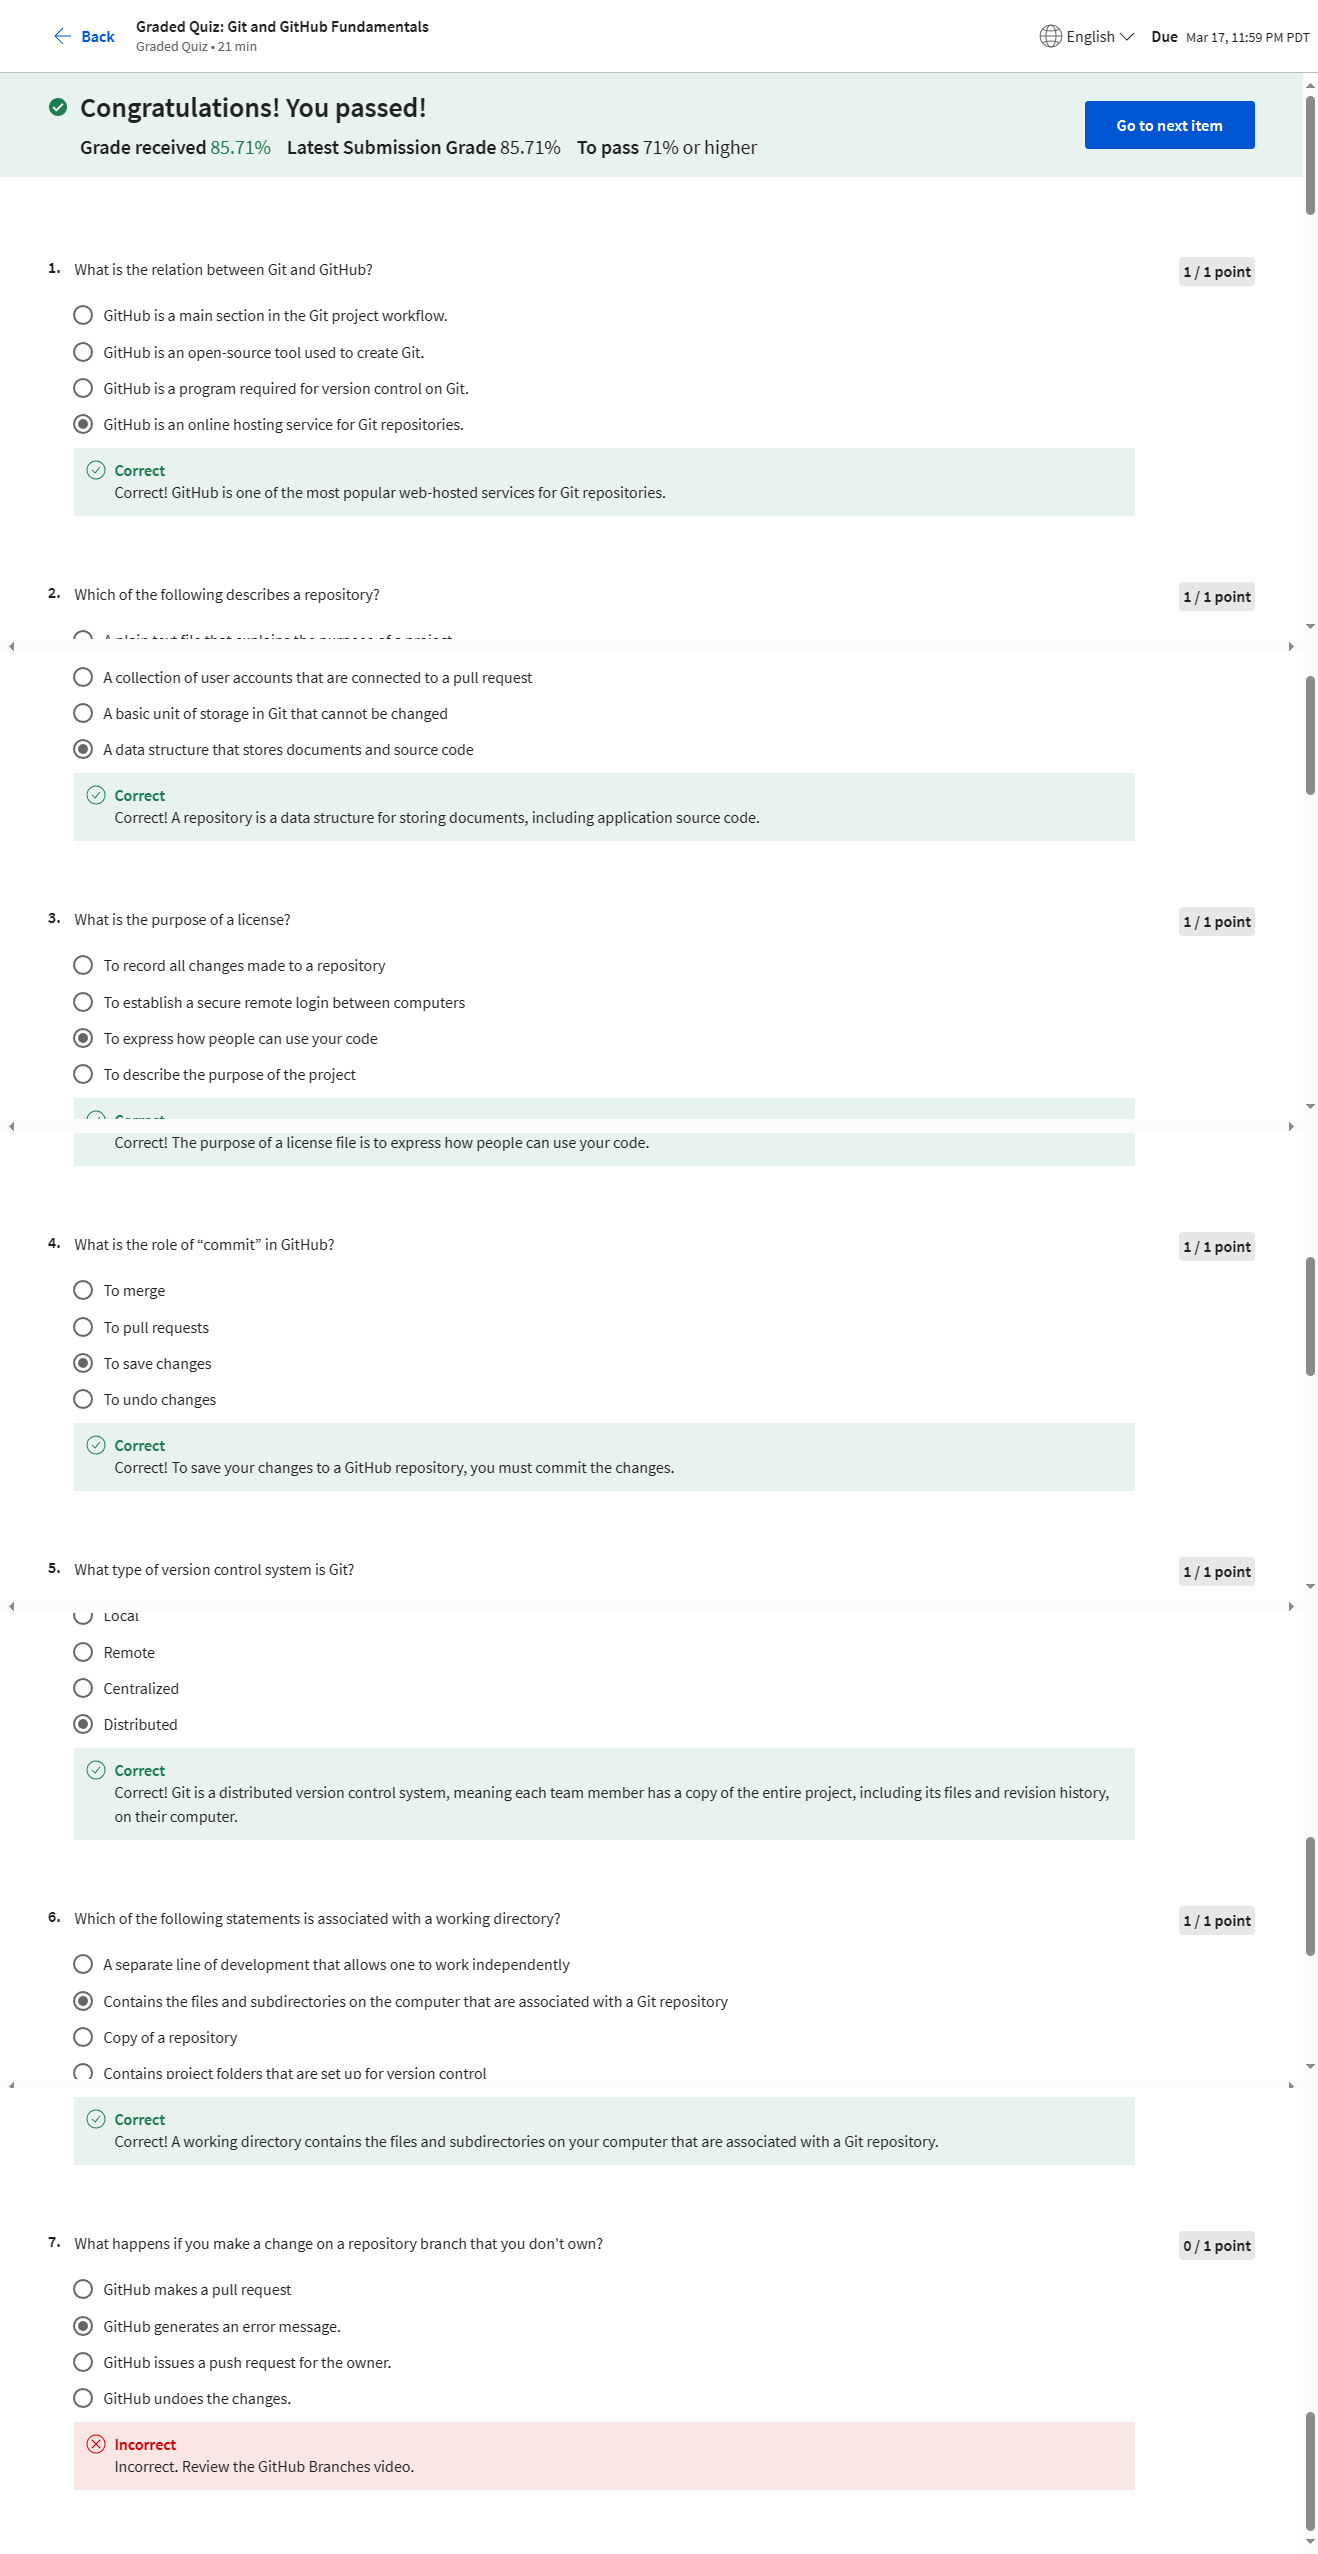 Back
Graded Quiz: Git and GitHub Fundamentals
Graded Quiz • 21 min
English
Due Mar 17, 11:59 PM PDT
Congratulations! You passed!
Grade received 85.71% Latest Submission Grade 85.71% To pass 71% or higher
Go to next item
1. What is the relation between Git and GitHub?
1 / 1 point
GitHub is a main section in the Git project workflow.
GitHub is an open-source tool used to create Git.
GitHub is a program required for version control on Git.
GitHub is an online hosting service for Git repositories.
Correct
Correct! GitHub is one of the most popular web-hosted services for Git repositories.
2. Which of the following describes a repository?
1 / 1 point
A plain text file that explains the purpose of a project
A collection of user accounts that are connected to a pull request
A basic unit of storage in Git that cannot be changed
A data structure that stores documents and source code
Correct
Correct! A repository is a data structure for storing documents, including application source code.
3. What is the purpose of a license?
1 / 1 point
To record all changes made to a repository
To establish a secure remote login between computers
To express how people can use your code
To describe the purpose of the project
Correct
Correct! The purpose of a license file is to express how people can use your code.
4. What is the role of “commit” in GitHub?
1 / 1 point
To merge
To pull requests
To save changes
To undo changes
Correct
Correct! To save your changes to a GitHub repository, you must commit the changes.
5. What type of version control system is Git?
1 / 1 point
Local
Remote
Centralized
Distributed
Correct
Correct! Git is a distributed version control system, meaning each team member has a copy of the entire project, including its files and revision history,
on their computer.
6. Which of the following statements is associated with a working directory?
1 / 1 point
A separate line of development that allows one to work independently
Contains the files and subdirectories on the computer that are associated with a Git repository
Copy of a repository
Contains project folders that are set up for version control
Correct
Correct! A working directory contains the files and subdirectories on your computer that are associated with a Git repository.
7. What happens if you make a change on a repository branch that you don't own?
0 / 1 point
GitHub makes a pull request
GitHub generates an error message.
GitHub issues a push request for the owner.
GitHub undoes the changes.
Incorrect
Incorrect. Review the GitHub Branches video.